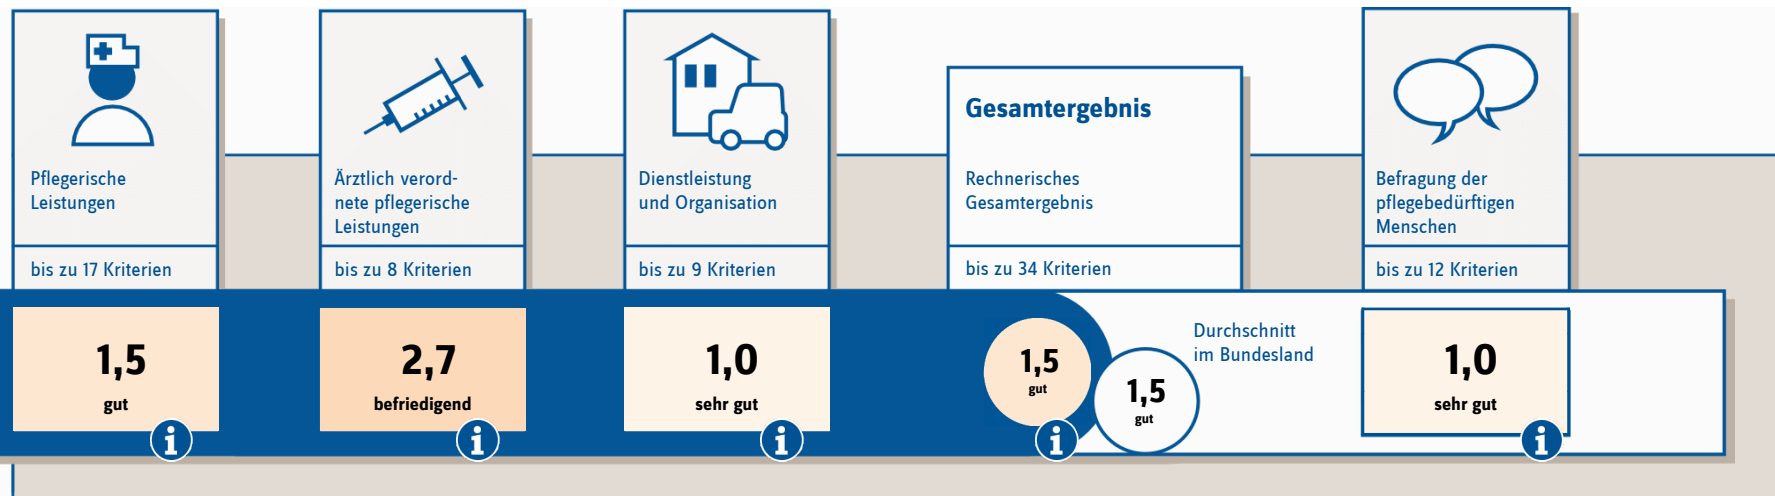 Pflegerische
Leistungen
bis zu 17 Kriterien
1,5
gut
Ärztlich verord-
nete pflegerische
Leistungen
bis zu 8 Kriterien
2,7
befriedigend
Dienstleistung
und Organisation
bis zu 9 Kriterien
1,0
sehr gut
Gesamtergebnis
Rechnerisches
Gesamtergebnis
bis zu 34 Kriterien
1,5
gut
Durchschnitt
im Bundesland
1,5
gut
Befragung der
pflegebedürftigen
Menschen
bis zu 12 Kriterien
1,0
sehr gut